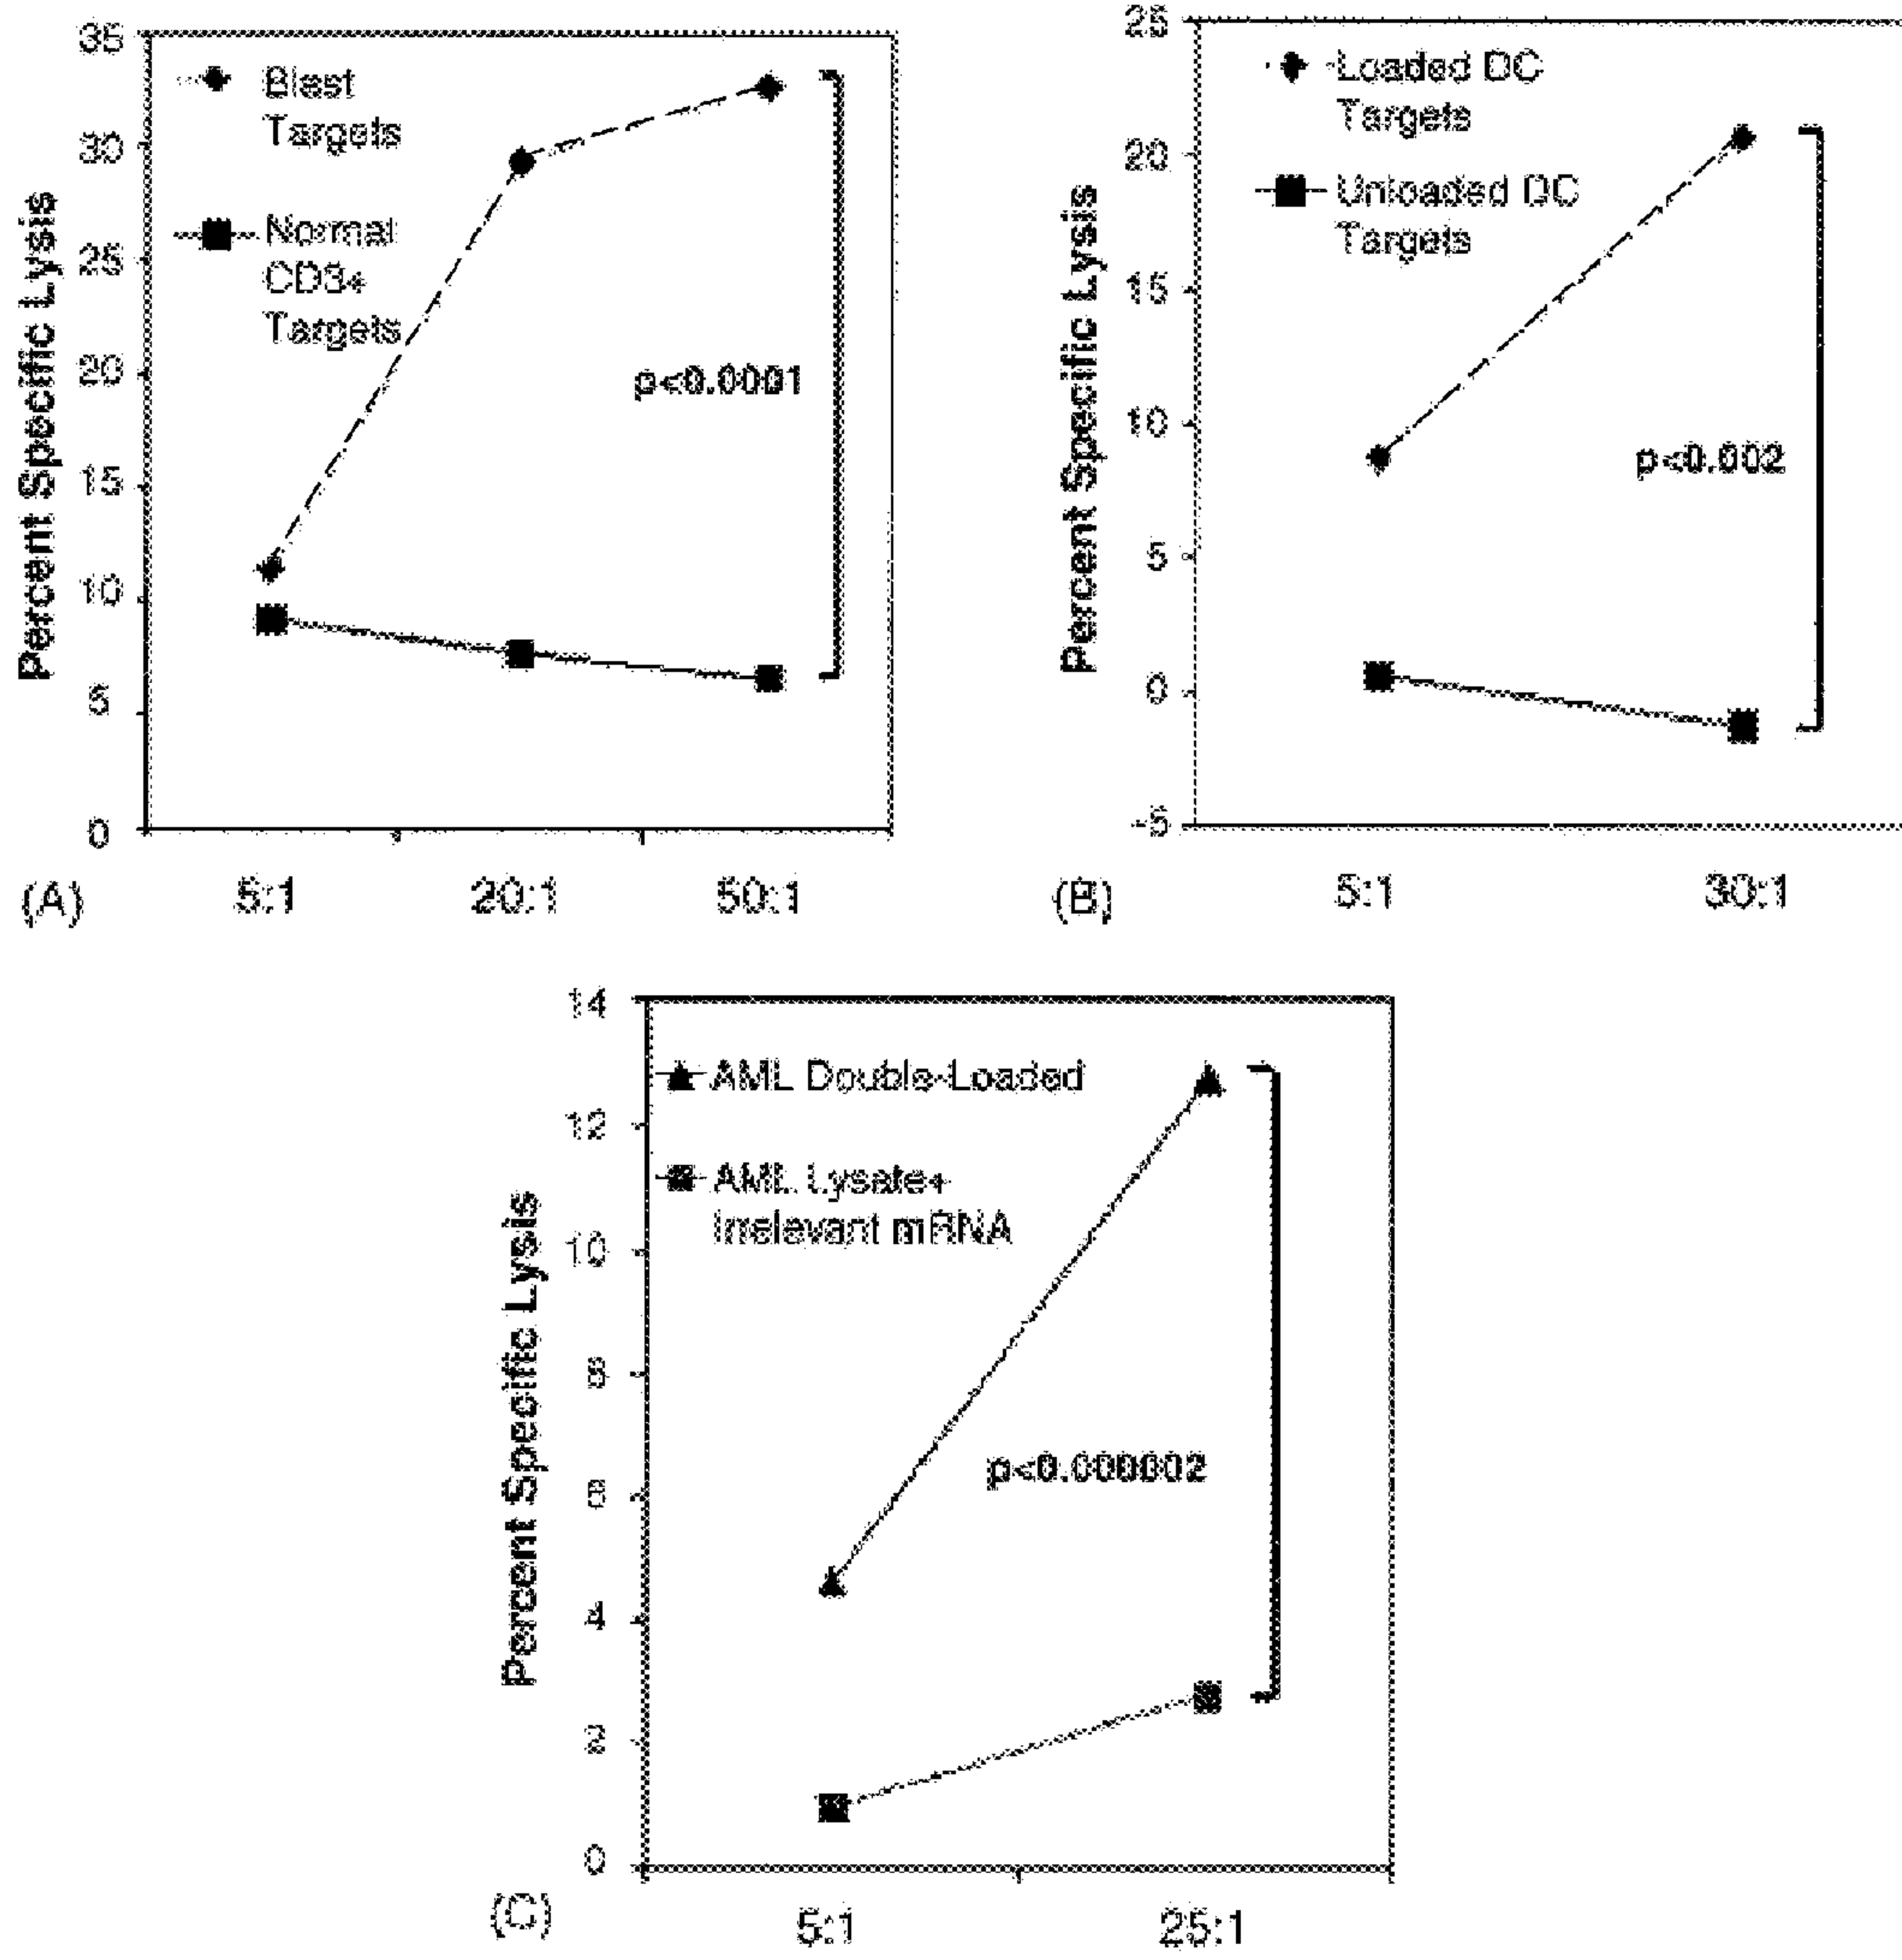 35
30
25
20
15
10
5
0
Percent Specific Lysis
Blast
Targets
Normal
CD3+
Targets
p<0.0001
(A)
5:1
20:1
50:1
25
20
15
10
5
0
-5
Percent Specific Lysis
Loaded DC
Targets
Unloaded DC
Targets
p<0.002
(B)
5:1
30:1
14
12
10
8
6
4
2
0
Percent Specific Lysis
AML Double-Loaded
AML Lysate+
Irrelevant mRNA
p<0.000002
(C)
5:1
25:1